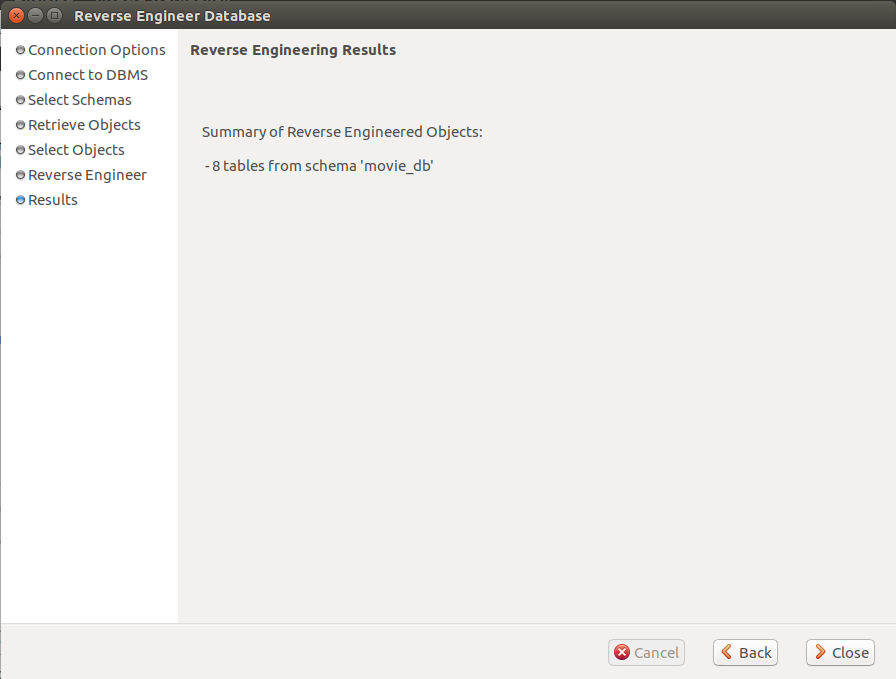 Reverse Engineer Database
Connection Options
Connect to DBMS
Select Schemas
Retrieve Objects
Select Objects
Reverse Engineer
Results
Reverse Engineering Results
Summary of Reverse Engineered Objects:
- 8 tables from schema 'movie_db'
Cancel
Back
Close